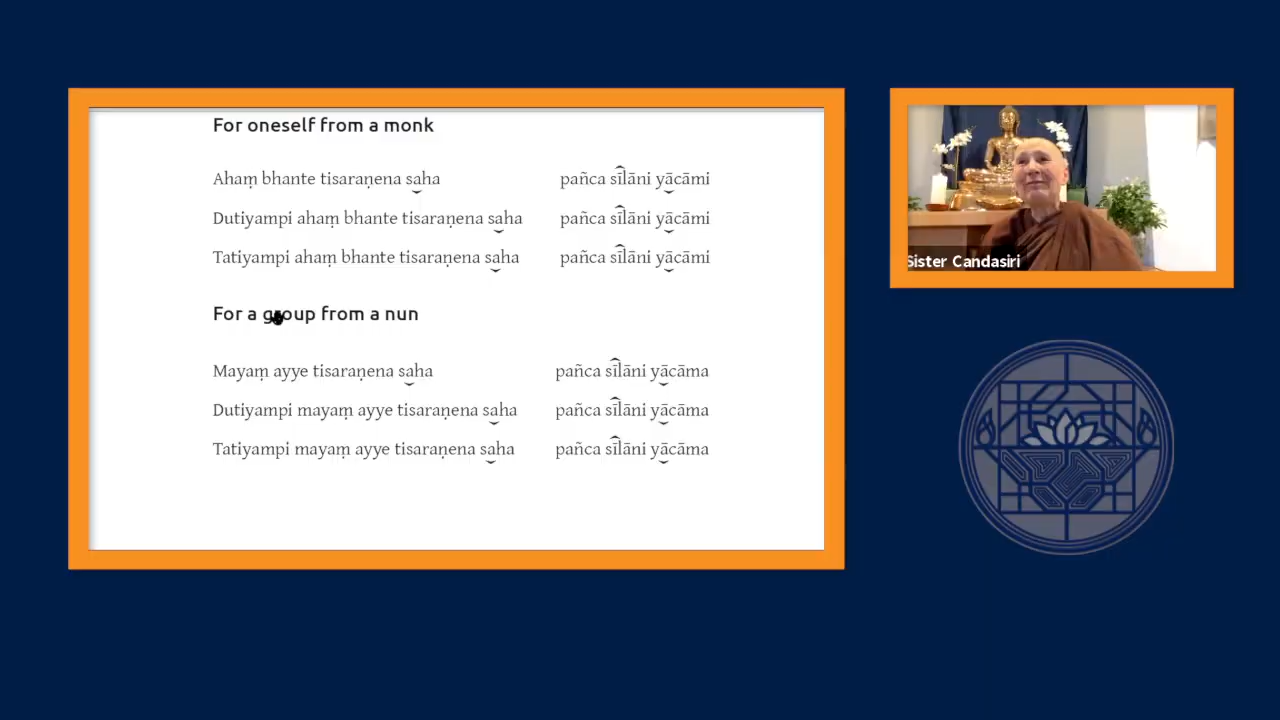 For oneself from a monk
Ahaṃ bhante tisaraṇena saha pañca sīlāni yācāmi
Dutiyampi ahaṃ bhante tisaraṇena saha pañca sīlāni yācāmi
Tatiyampi ahaṃ bhante tisaraṇena saha pañca sīlāni yācāmi
For a group from a nun
Mayaṃ ayye tisaraṇena saha pañca sīlāni yācāma
Dutiyampi mayaṃ ayye tisaraṇena saha pañca sīlāni yācāma
Tatiyampi mayaṃ ayye tisaraṇena saha pañca sīlāni yācāma
Sister Candasiri